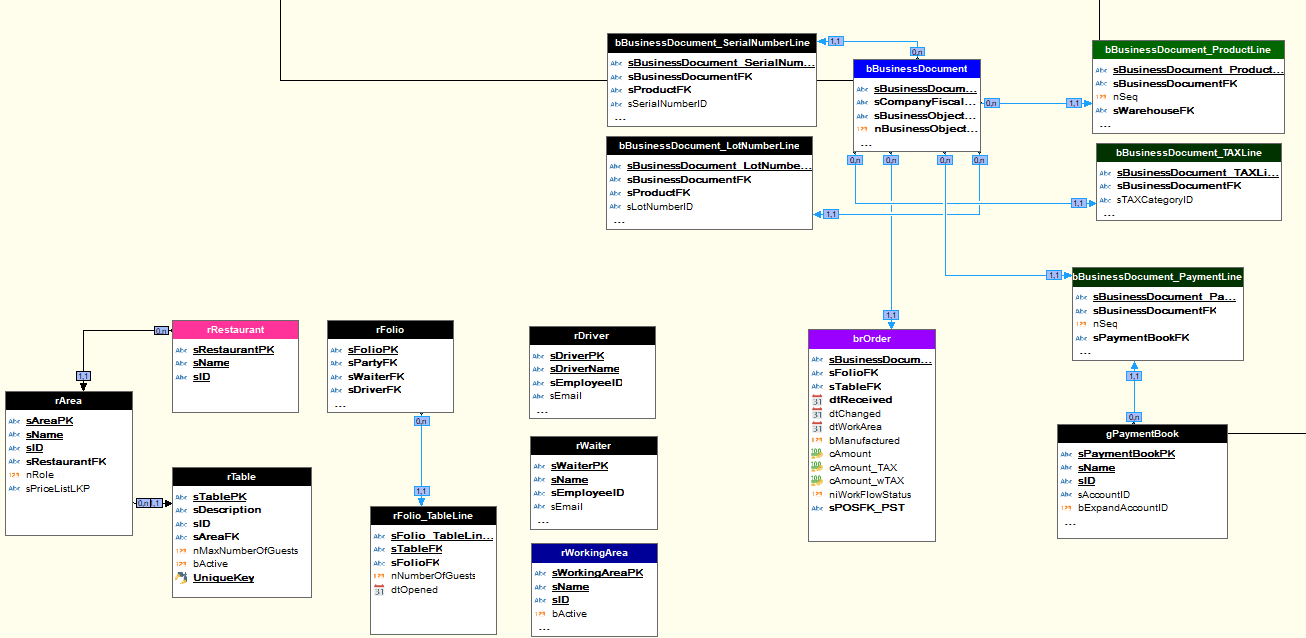 bBusinessDocument_SerialNumberLine
sBusinessDocument_SerialNum...
sBusinessDocumentFK
sProductFK
sSerialNumberID
...
1,1
0,n
bBusinessDocument
sBusinessDocum...
sCompanyFiscal...
sBusinessObject...
nBusinessObject...
...
0,n
1,1
bBusinessDocument_ProductLine
sBusinessDocument_Product...
sBusinessDocumentFK
nSeq
sWarehouseFK
...
bBusinessDocument_LotNumberLine
sBusinessDocument_LotNumbe...
sBusinessDocumentFK
sProductFK
sLotNumberID
...
0,n
0,n
0,n
0,n
1,1
1,1
bBusinessDocument_TAXLine
sBusinessDocument_TAXLi...
sBusinessDocumentFK
sTAXCategoryID
...
1,1
bBusinessDocument_PaymentLine
sBusinessDocument_Pa...
sBusinessDocumentFK
nSeq
sPaymentBookFK
...
1,1
0,n
gPaymentBook
sPaymentBookPK
sName
sID
sAccountID
bExpandAccountID
...
1,1
brOrder
sBusinessDocum...
sFolioFK
sTableFK
dtReceived
dtChanged
dtWorkArea
bManufactured
cAmount
cAmount_TAX
cAmount_wTAX
niWorkFlowStatus
sPOSFK_PST
0,n
rRestaurant
sRestaurantPK
sName
sID
1,1
rArea
sAreaPK
sName
sID
sRestaurantFK
nRole
sPriceListLKP
0,n
1,1
rTable
sTablePK
sDescription
sID
sAreaFK
nMaxNumberOfGuests
bActive
UniqueKey
rFolio
sFolioPK
sPartyFK
sWaiterFK
sDriverFK
...
0,n
1,1
rFolio_TableLine
sFolio_TableLin...
sTableFK
sFolioFK
nNumberOfGuests
dtOpened
rDriver
sDriverPK
sDriverName
sEmployeeID
sEmail
...
rWaiter
sWaiterPK
sName
sEmployeeID
sEmail
...
rWorkingArea
sWorkingAreaPK
sName
sID
bActive
...